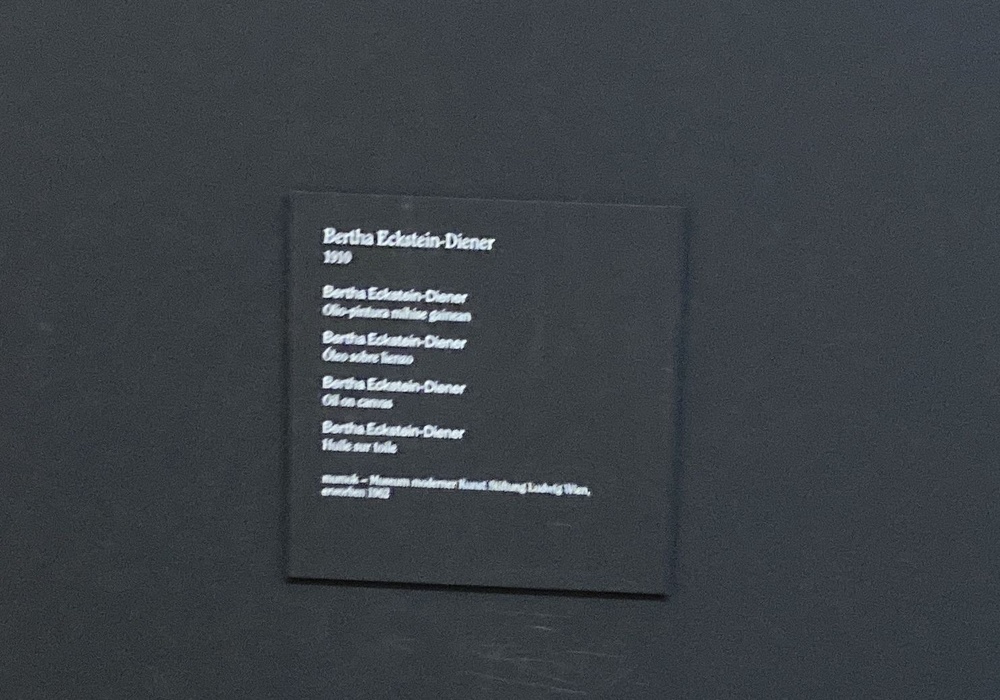 Bertha Eckstein-Diener
1910
Bertha Eckstein-Diener
Olio-pintura mihise gainean
Bertha Eckstein-Diener
Óleo sobre lienzo
Bertha Eckstein-Diener
Oil on canvas
Bertha Eckstein-Diener
Huile sur toile
mumok – Museum moderner Kunst Stiftung Ludwig Wien,
erworben 1962